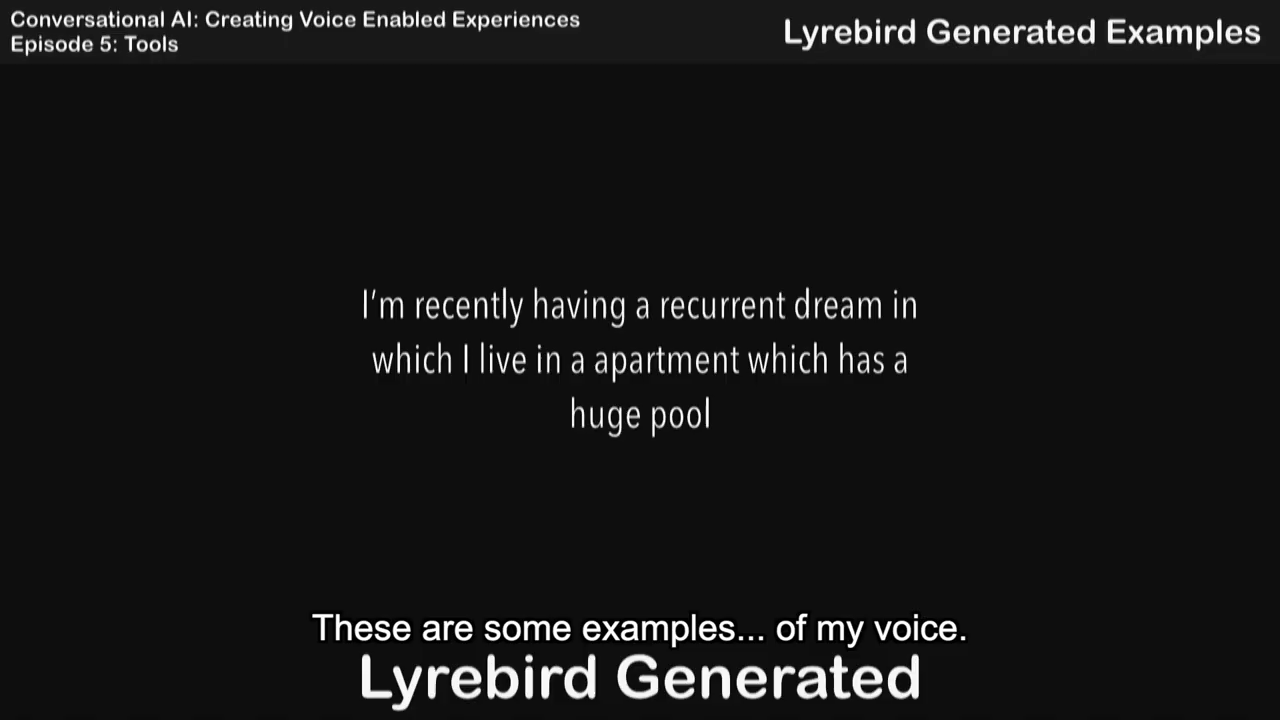 Conversational AI: Creating Voice Enabled Experiences
Episode 5: Tools
Lyrebird Generated Examples
I’m recently having a recurrent dream in
which I live in a apartment which has a
huge pool
These are some examples... of my voice.
Lyrebird Generated